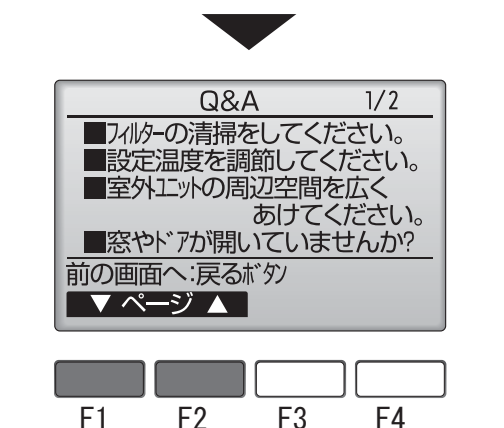 Q&A 1/2
■フィルターの清掃をしてください。
■設定温度を調節してください。
■室外ユニットの周辺空間を広く
あけてください。
■窓やドアが開いていませんか?
前の画面へ:戻るボタン
▼ ページ ▲
F1 F2 F3 F4